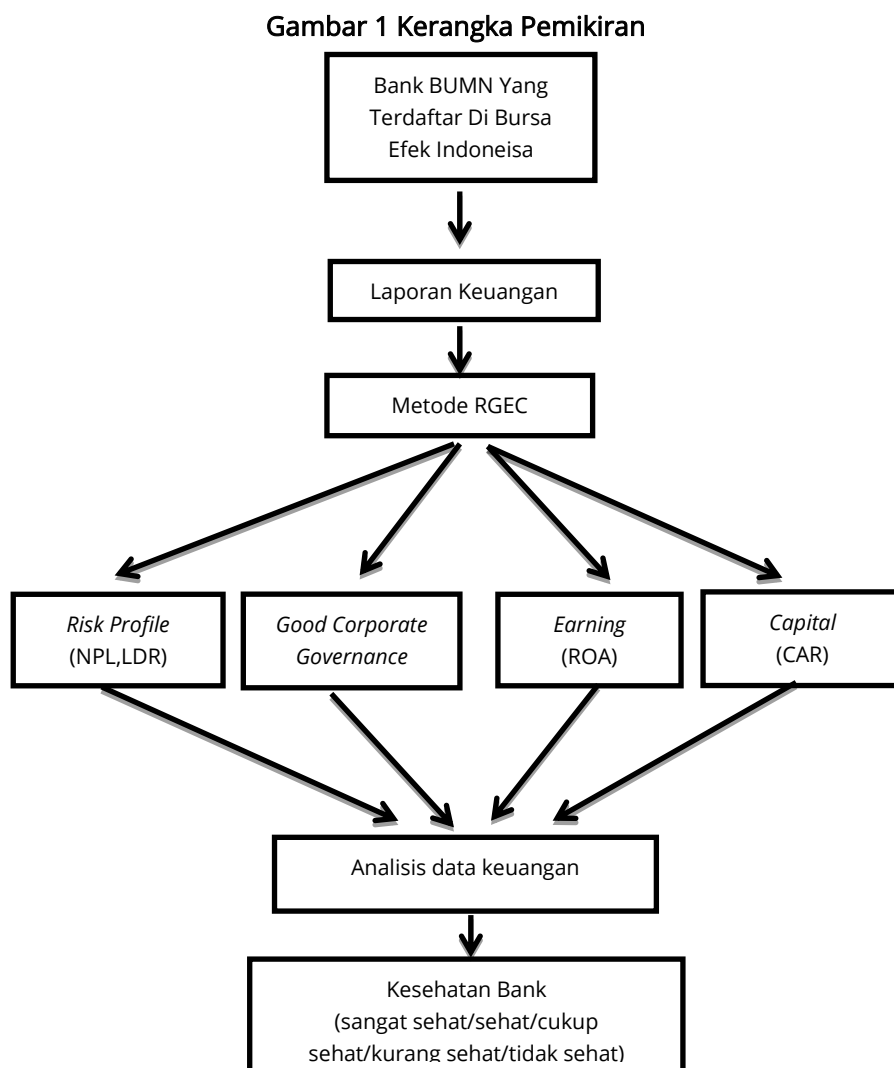 Gambar 1 Kerangka Pemikiran
Bank BUMN Yang
Terdaftar Di Bursa
Efek Indoneisa
Laporan Keuangan
Metode RGEC
Risk Profile
(NPL,LDR)
Good Corporate
Governance
Earning
(ROA)
Capital
(CAR)
Analisis data keuangan
Kesehatan Bank
(sangat sehat/sehat/cukup
sehat/kurang sehat/tidak sehat)